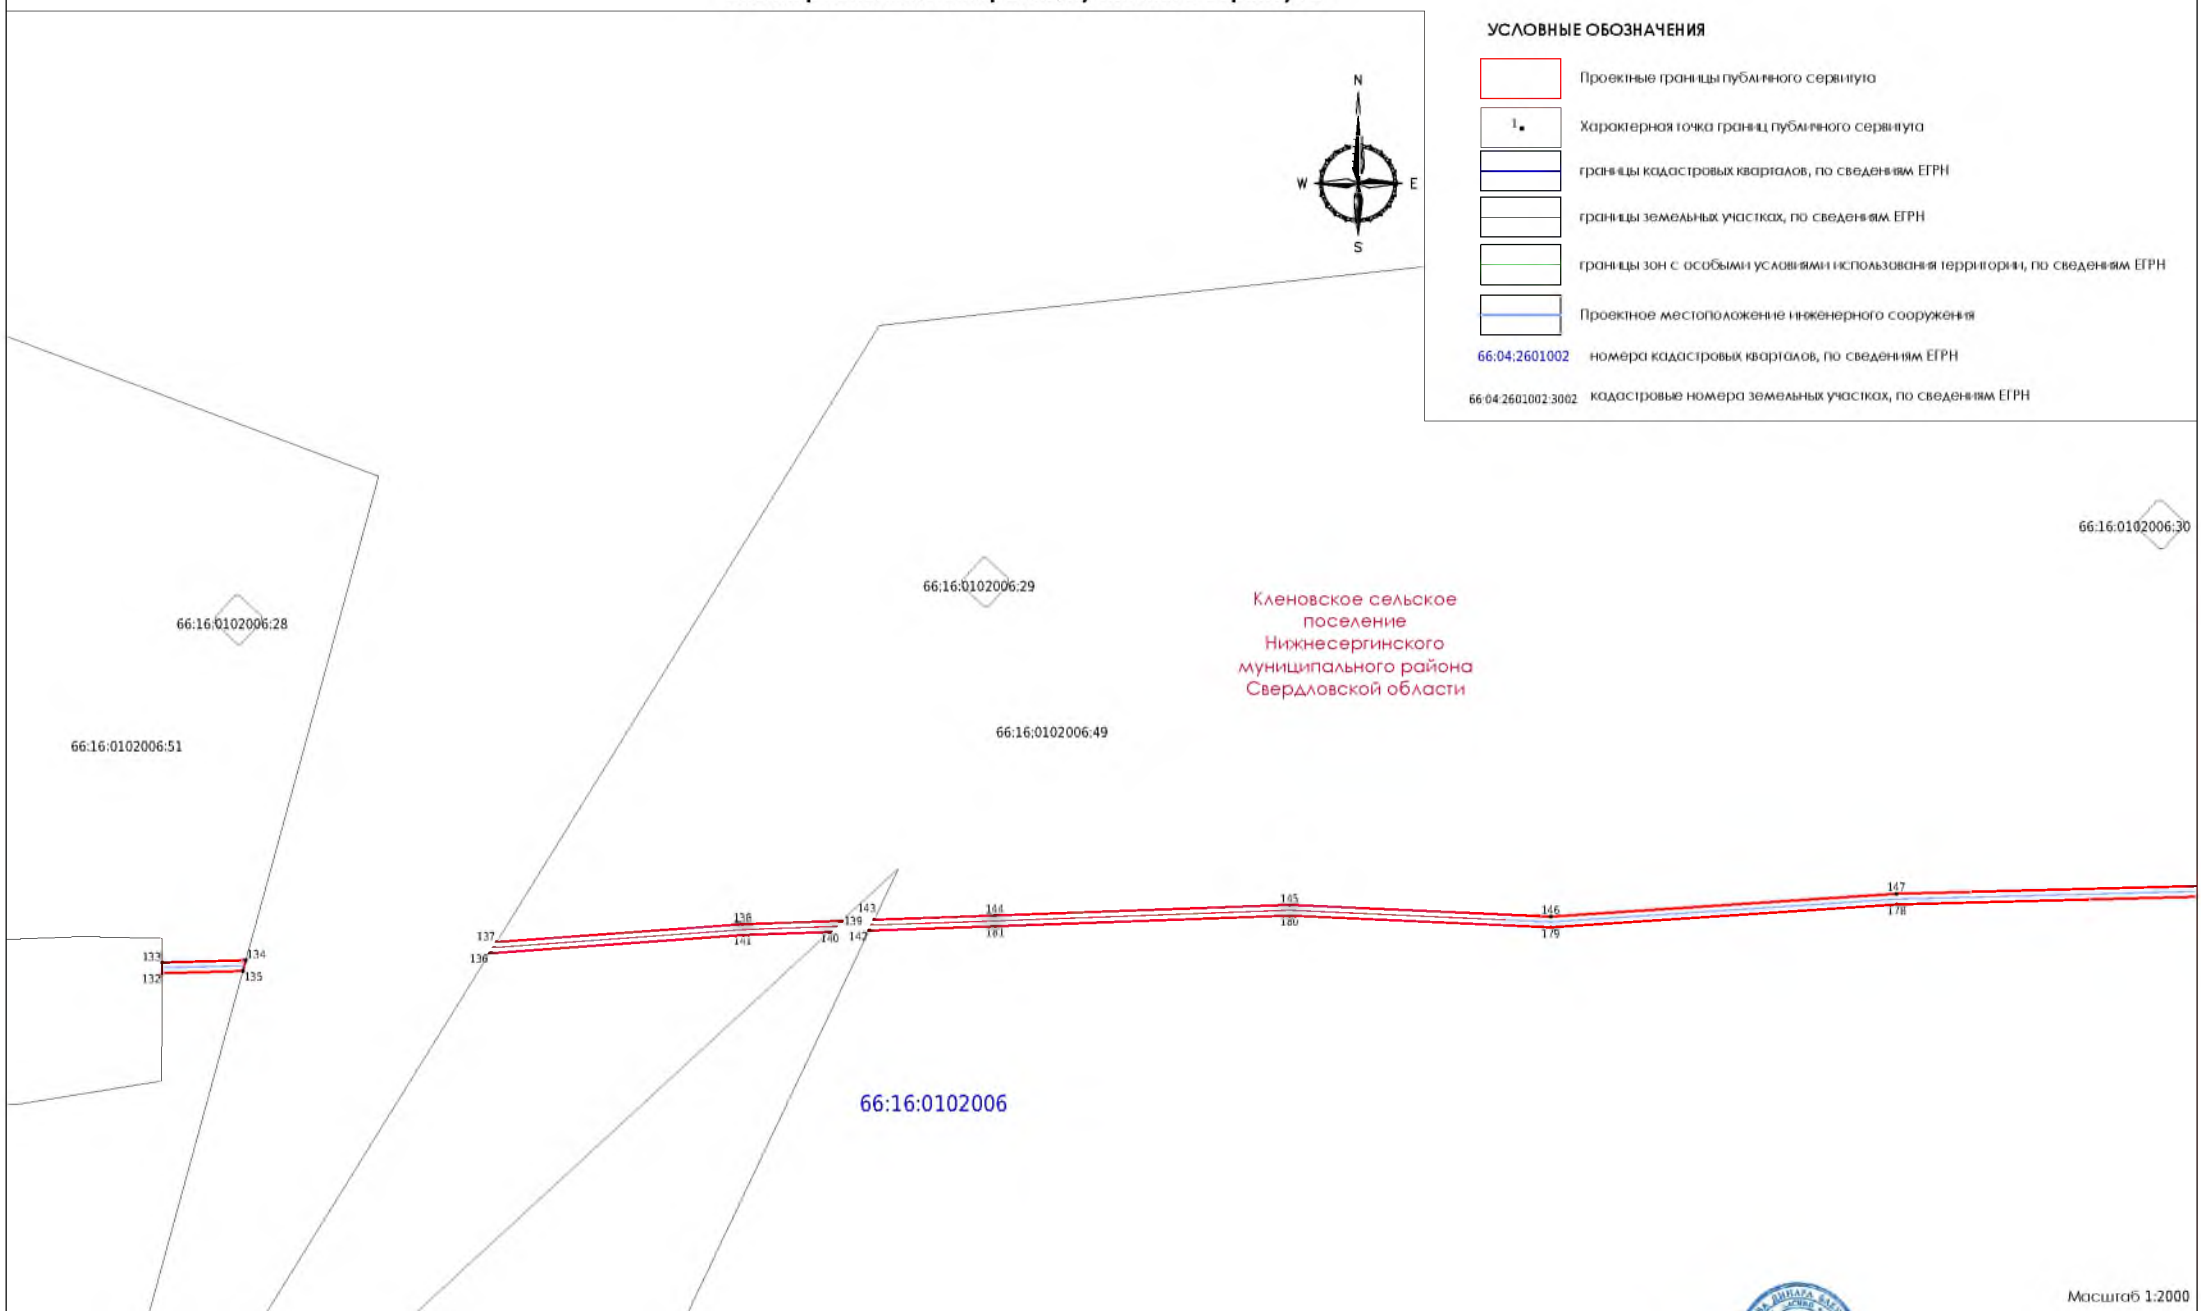 УСЛОВНЫЕ ОБОЗНАЧЕНИЯ
Проектные границы публичного сервитута
1.
Характерная точка границ публичного сервитута
границы кадастровых кварталов, по сведениям ЕГРН
границы земельных участках, по сведениям ЕГРН
границы зон с особыми условиями использования территории, по сведениям ЕГРН
Проектное местоположение инженерного сооружения
66:04:2601002 номера кадастровых кварталов, по сведениям ЕГРН
66:04:2601002:3002 кадастровые номера земельных участках, по сведениям ЕГРН
N
W E
S
66:16:0102006:30
66:16:0102006:29
66:16:0102006:28
Кленовское сельское
поселение
Нижнесергинского
муниципального района
Свердловской области
66:16:0102006:49
66:16:0102006:51
147
178
145
180
146
179
144
181
143
142
138
139
141
140
137
136
133
134
132
135
66:16:0102006
Масштаб 1:2000